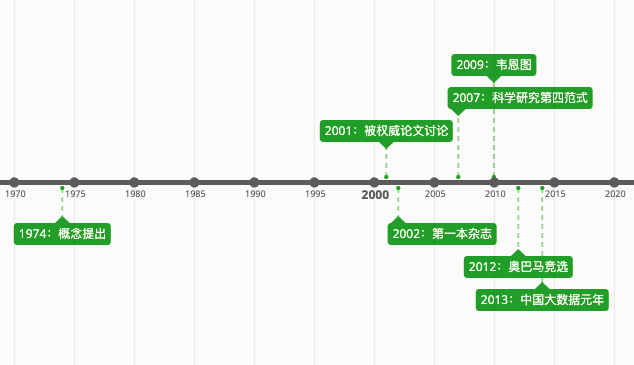 2009：韦恩图
2007：科学研究第四范式
2001：被权威论文讨论
1970 1975 1980 1985 1990 1995 2000 2005 2010 2015 2020
1974：概念提出
2002：第一本杂志
2012：奥巴马竞选
2013：中国大数据元年